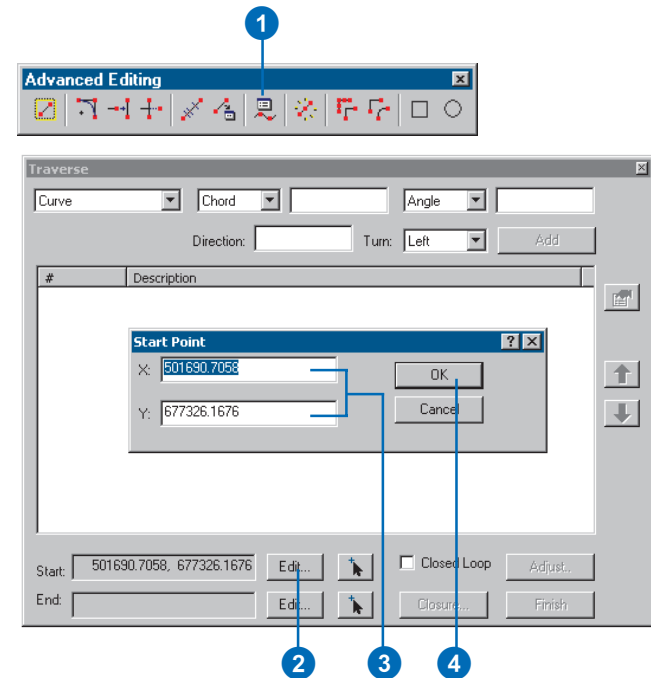 1
Advanced Editing
Traverse
Curve Chord Angle
Direction: Turn: Left Add
# Description
Start Point
X: 501690.7058 OK
Y: 677326.1676 Cancel
3
Start: 501690.7058, 677326.1676 Edit... Closed Loop Adjust..
End: Edit... Closure... Finish
2 3 4